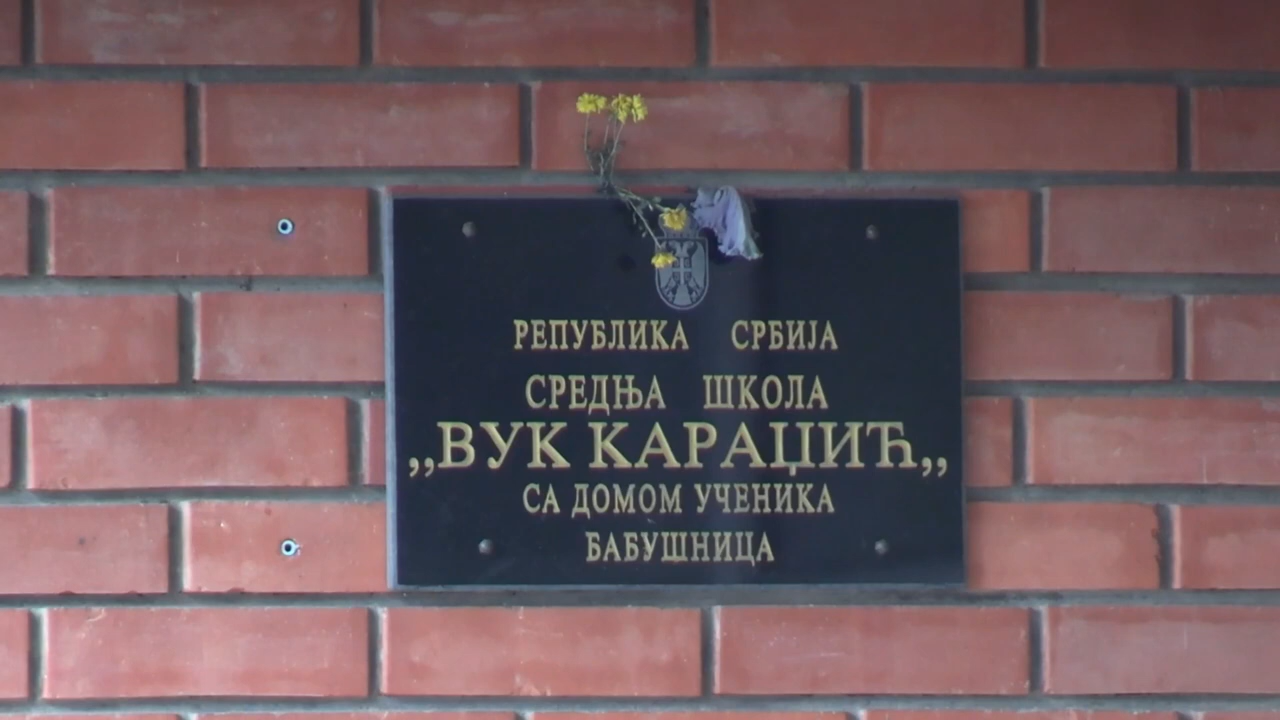 РЕПУБЛИКА СРБИЈА
СРЕДЊА ШКОЛА
„ВУК КАРАЏИЋ„
СА ДОМОМ УЧЕНИКА
БАБУШНИЦА